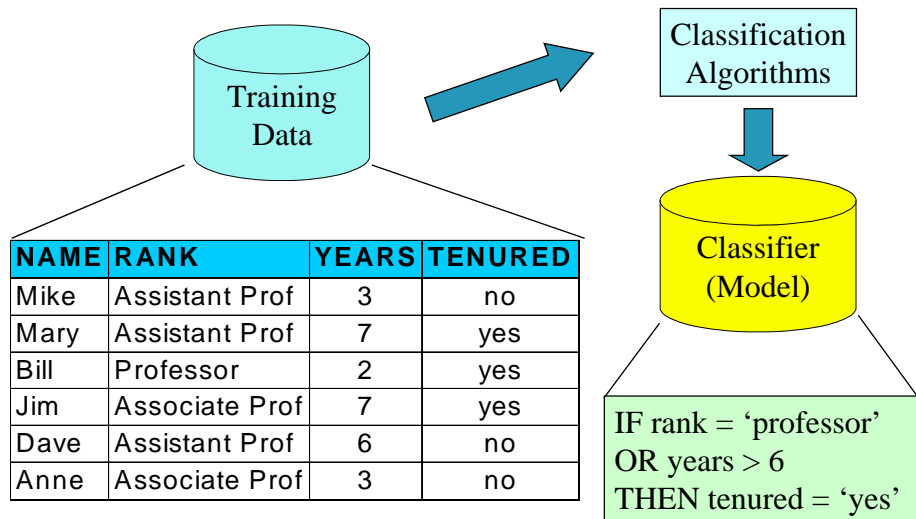 Training
Data
Classification
Algorithms
Classifier
(Model)
NAME RANK YEARS TENURED
Mike Assistant Prof 3 no
Mary Assistant Prof 7 yes
Bill Professor 2 yes
Jim Associate Prof 7 yes
Dave Assistant Prof 6 no
Anne Associate Prof 3 no
IF rank = ‘professor’
OR years > 6
THEN tenured = ‘yes’